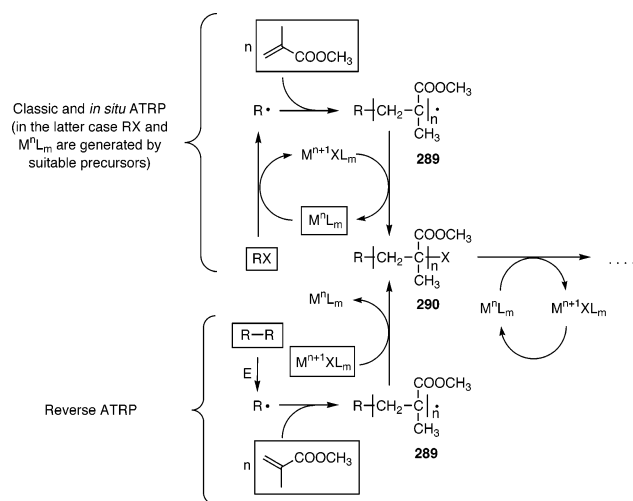 n
COOCH₃
COOCH₃
R• R–CH₂–C•
n
CH₃
289
Classic and in situ ATRP
(in the latter case RX and
MⁿLₘ are generated by
suitable precursors)
Mⁿ⁺¹XLₘ
MⁿLₘ
COOCH₃
RX R–CH₂–C–X ....
n
CH₃
290
MⁿLₘ Mⁿ⁺¹XLₘ
MⁿLₘ
R–R
Mⁿ⁺¹XLₘ
E
COOCH₃
Reverse ATRP
R• R–CH₂–C•
n
CH₃
289
n
COOCH₃